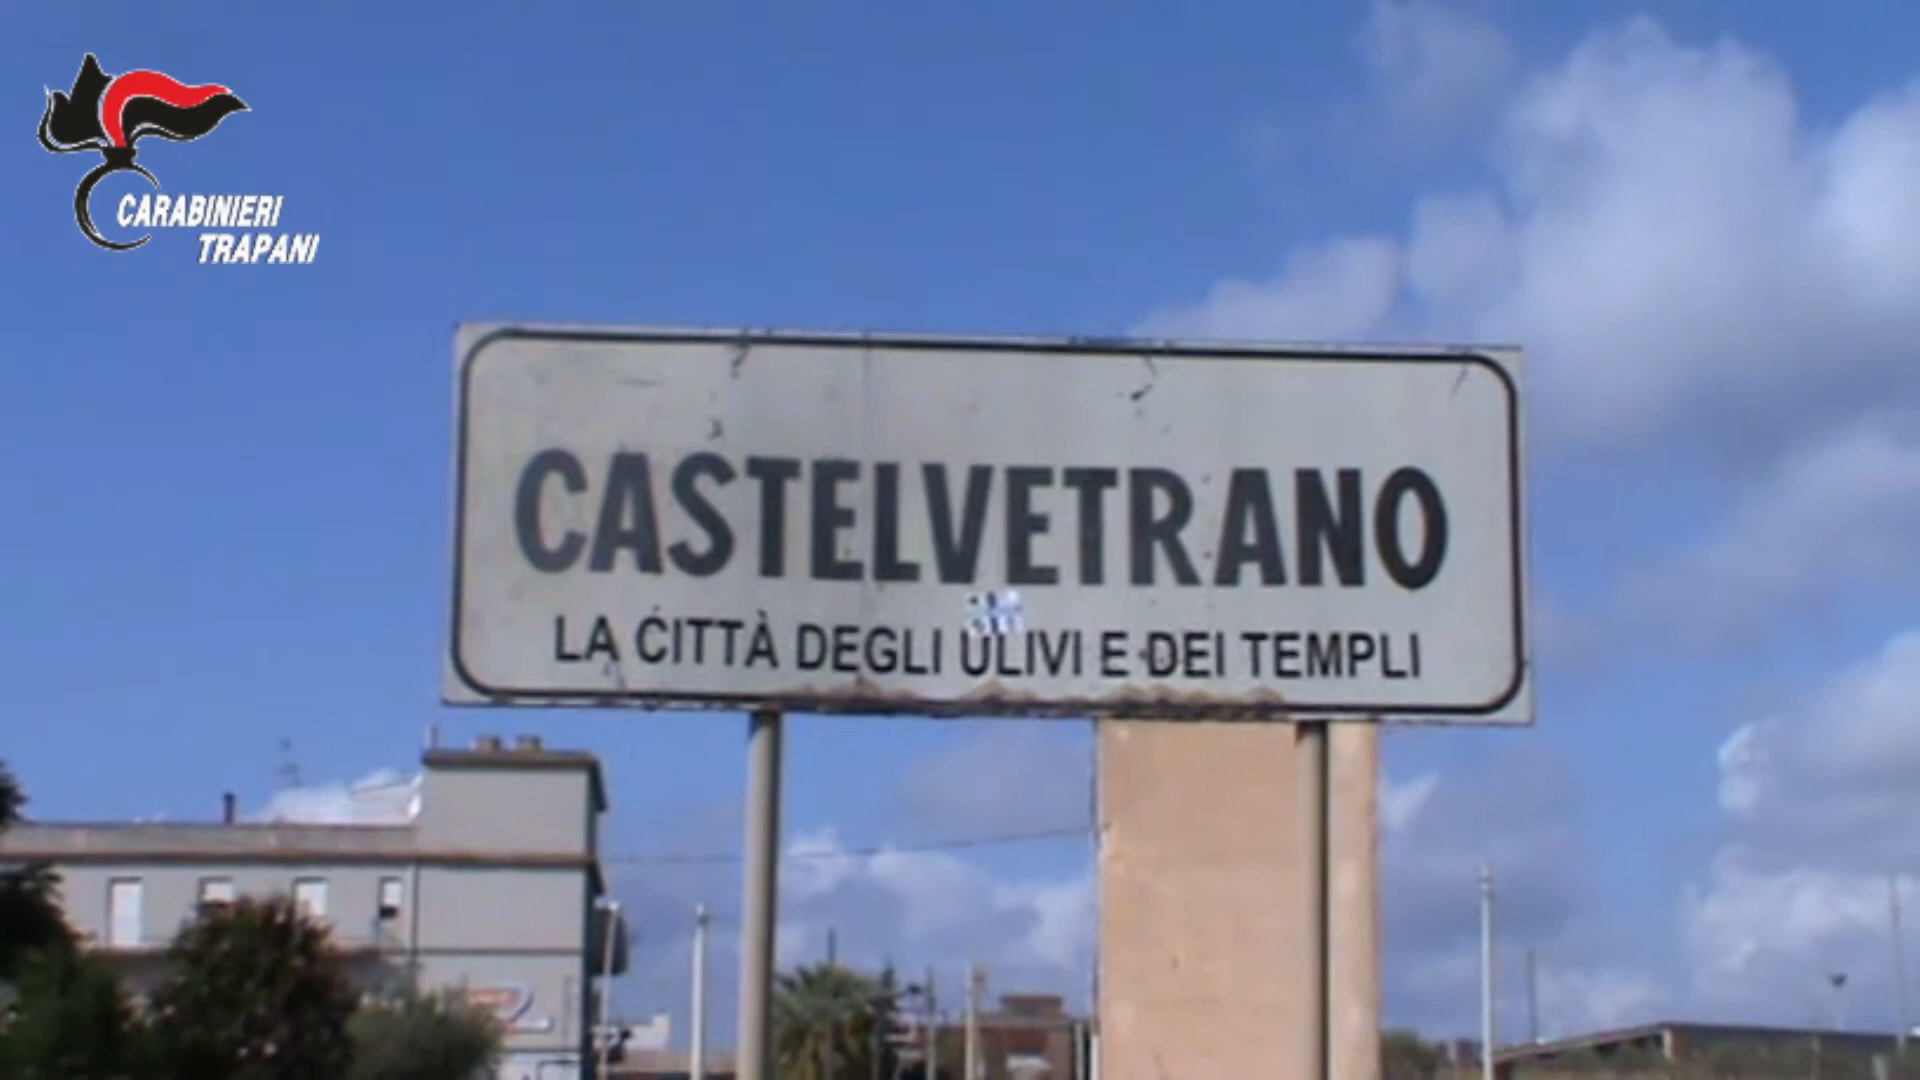 CARABINIERI
TRAPANI
CASTELVETRANO
LA CITTÀ DEGLI ULIVI E DEI TEMPLI